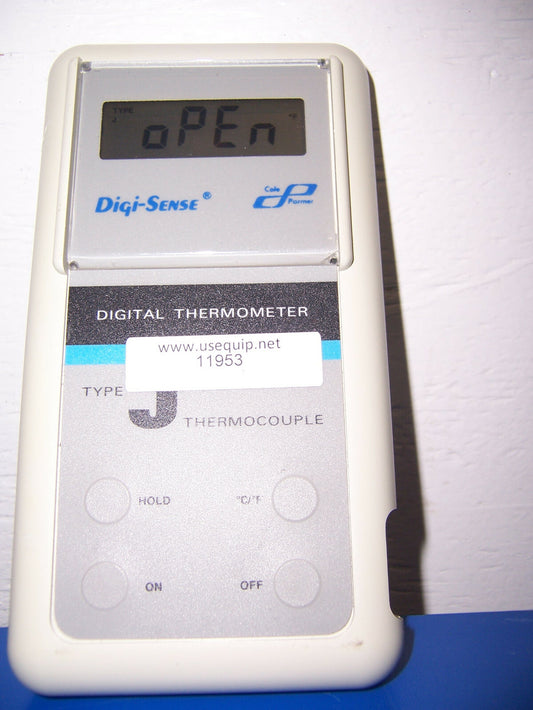 TYPE
J °F
oPEn
DIGI-SENSE®
Cole
Parmer
DIGITAL THERMOMETER
www.usequip.net
11953
TYPE J THERMOCOUPLE
HOLD °C/°F
ON OFF